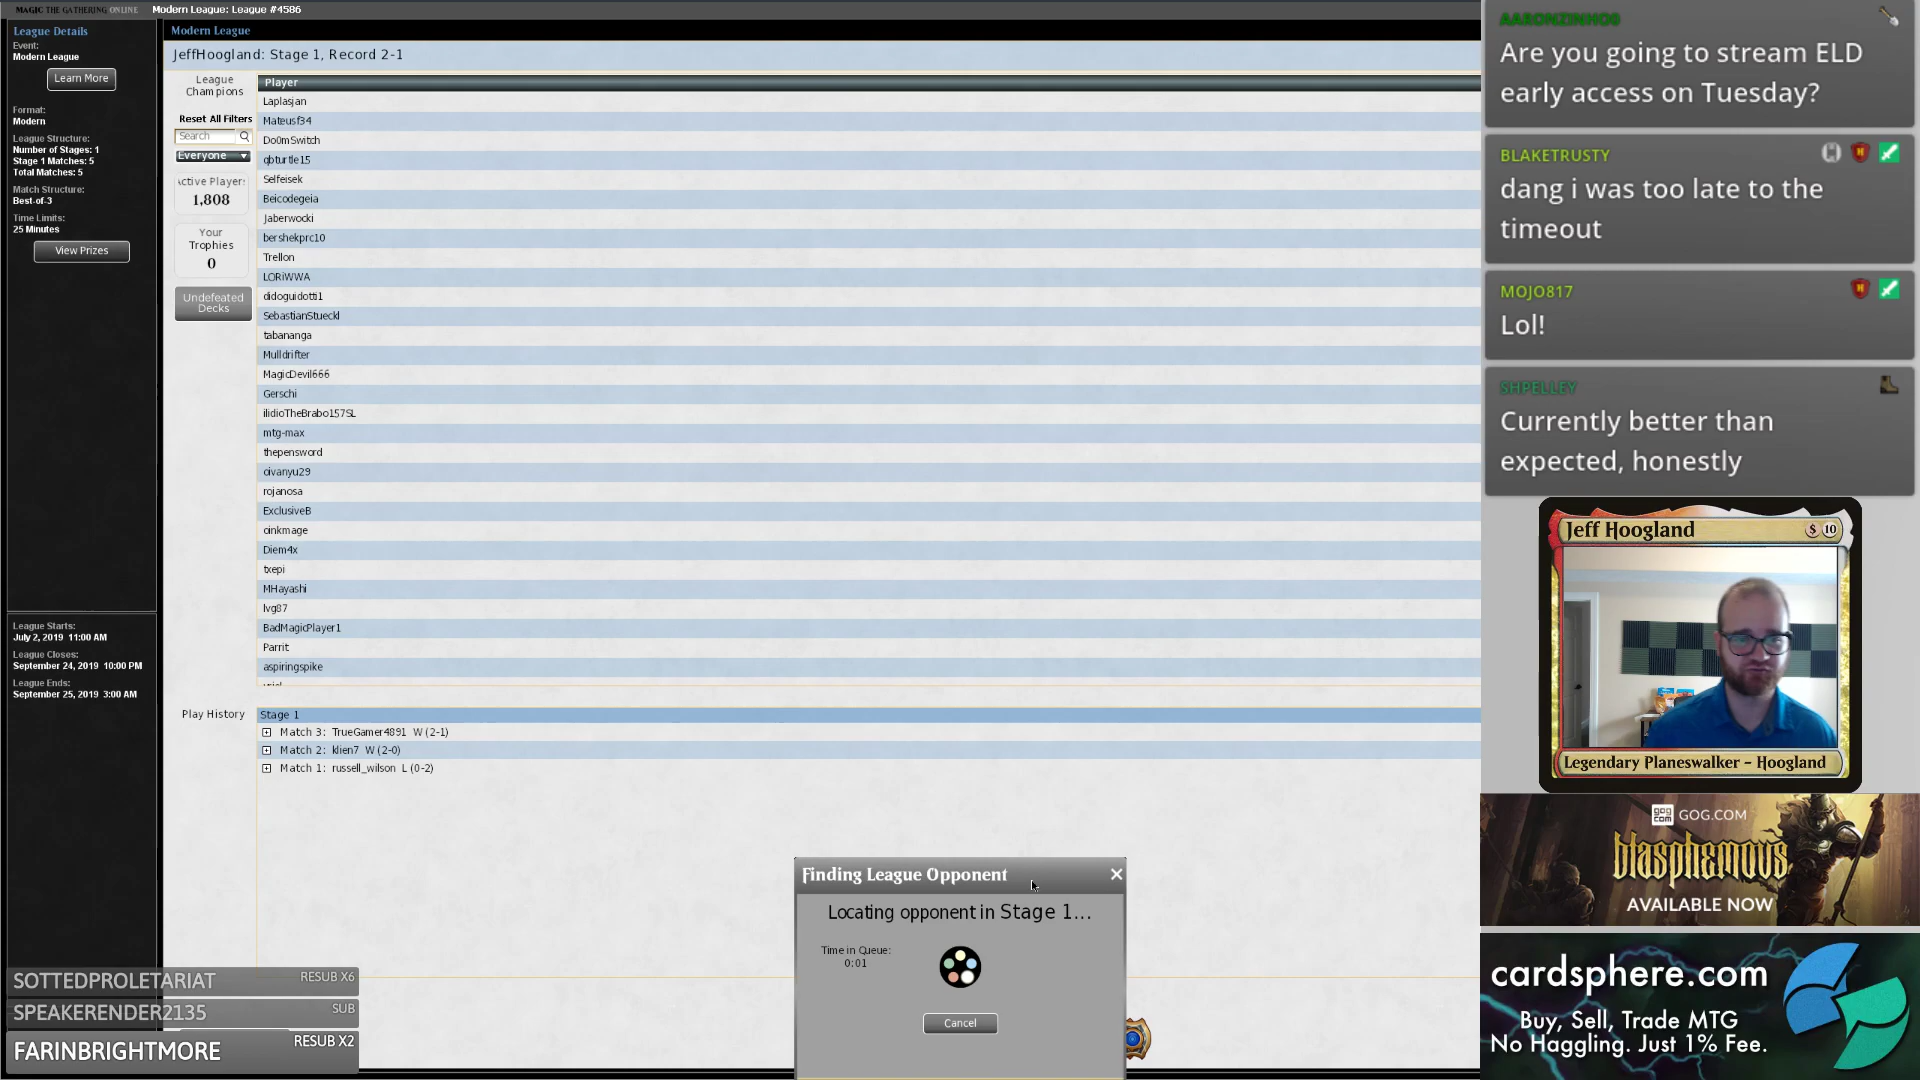 MAGIC THE GATHERING ONLINE
Modern League: League #4586
League Details
Event:
Modern League
Learn More
Format:
Modern
League Structure:
Number of Stages: 1
Stage 1 Matches: 5
Total Matches: 5
Match Structure:
Best-of-3
Time Limits:
25 Minutes
View Prizes
League Starts:
July 2, 2019 11:00 AM
League Closes:
September 24, 2019 10:00 PM
League Ends:
September 25, 2019 3:00 AM
Modern League
JeffHoogland: Stage 1, Record 2-1
League
Champions
Reset All Filters
Search
Everyone
Active Players
1,808
Your
Trophies
0
Undefeated
Decks
Player
Laplasjan
Mateusf34
Do0mSwitch
qbturtle15
Selfeisek
Beicodegeia
Jaberwocki
bershekprc10
Trellon
LORiWWA
didoguidotti1
SebastianStueckl
tabananga
Mulldrifter
MagicDevil666
Gerschi
ilidioTheBrabo157SL
mtg-max
thepensword
oivanyu29
rojanosa
ExclusiveB
oinkmage
Diem4x
txepi
MHayashi
lvg87
BadMagicPlayer1
Parrit
aspiringspike
Play History
Stage 1
Match 3: TrueGamer4891 W (2-1)
Match 2: klien7 W (2-0)
Match 1: russell_wilson L (0-2)
Finding League Opponent
Locating opponent in Stage 1...
Time in Queue:
0:01
Cancel
SOTTEDPROLETARIAT RESUB X6
SPEAKERENDER2135 SUB
FARINBRIGHTMORE RESUB X2
AARONZINHO0
Are you going to stream ELD
early access on Tuesday?
BLAKETRUSTY
dang i was too late to the
timeout
MOJO817
Lol!
SHPELLEY
Currently better than
expected, honestly
Jeff Hoogland $ 10
Legendary Planeswalker - Hoogland
gog
com
GOG.COM
blasphemous
AVAILABLE NOW
cardsphere.com
Buy, Sell, Trade MTG
No Haggling. Just 1% Fee.